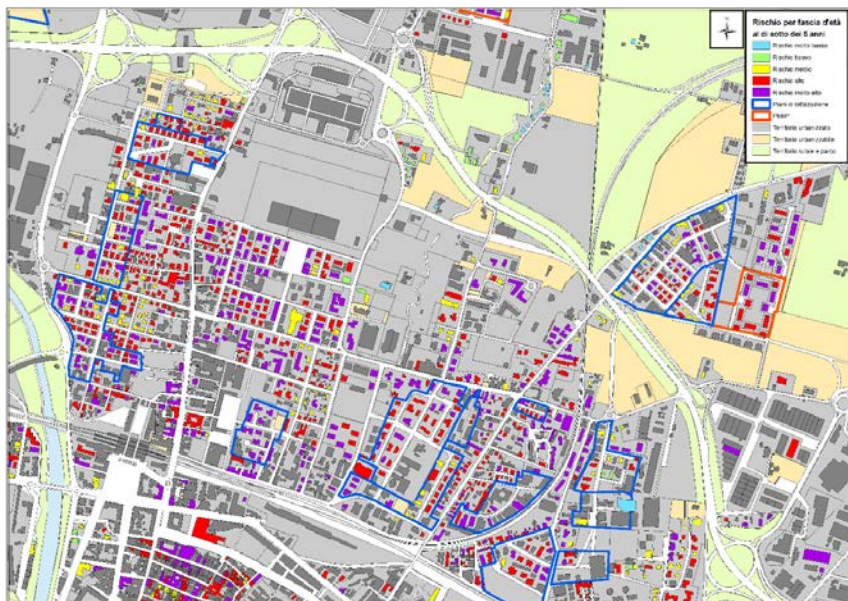 Rischio per fascia d'età
al di sotto dei 5 anni
Rischio molto basso
Rischio basso
Rischio medio
Rischio alto
Rischio molto alto
Piani di lottizzazione
Territorio urbanizzato
Territorio urbanizzabile
Territorio rurale e parco